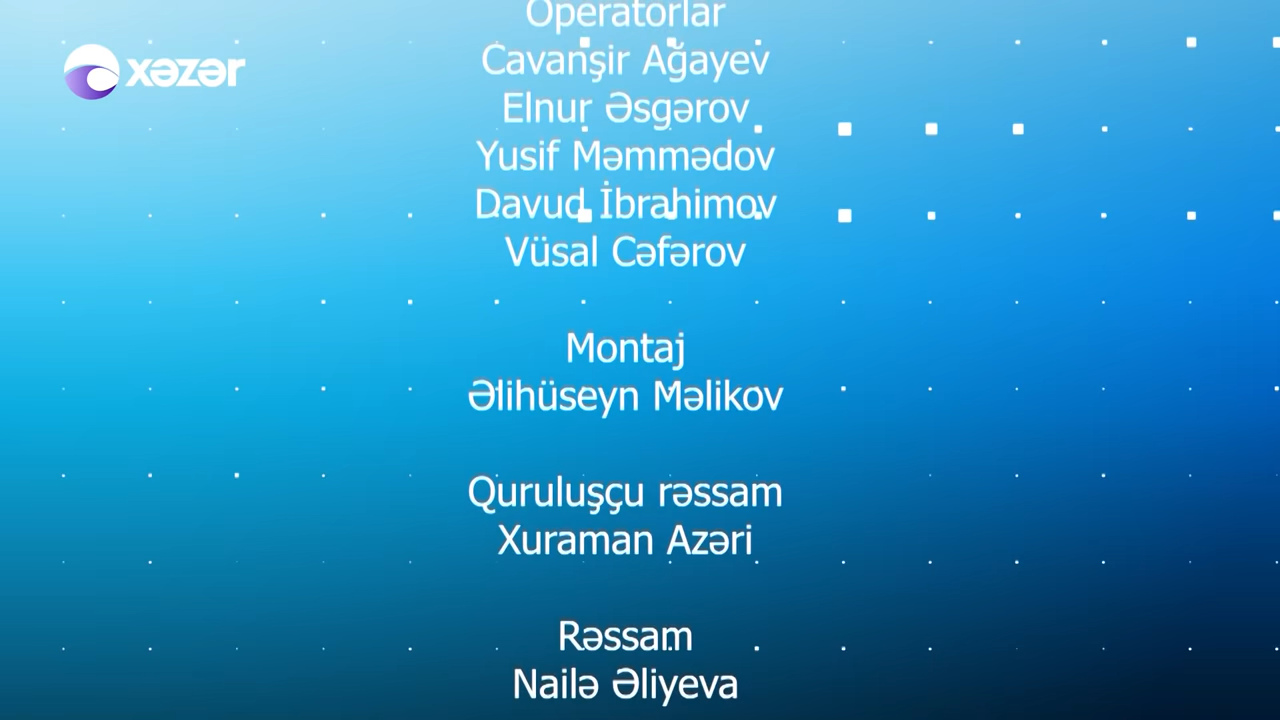 Operatorlar
xəzər
Cavanşir Ağayev
Elnur Əsgərov
Yusif Məmmədov
Davud İbrahimov
Vüsal Cəfərov
Montaj
Əlihüseyn Məlikov
Quruluşçu rəssam
Xuraman Azəri
Rəssam
Nailə Əliyeva